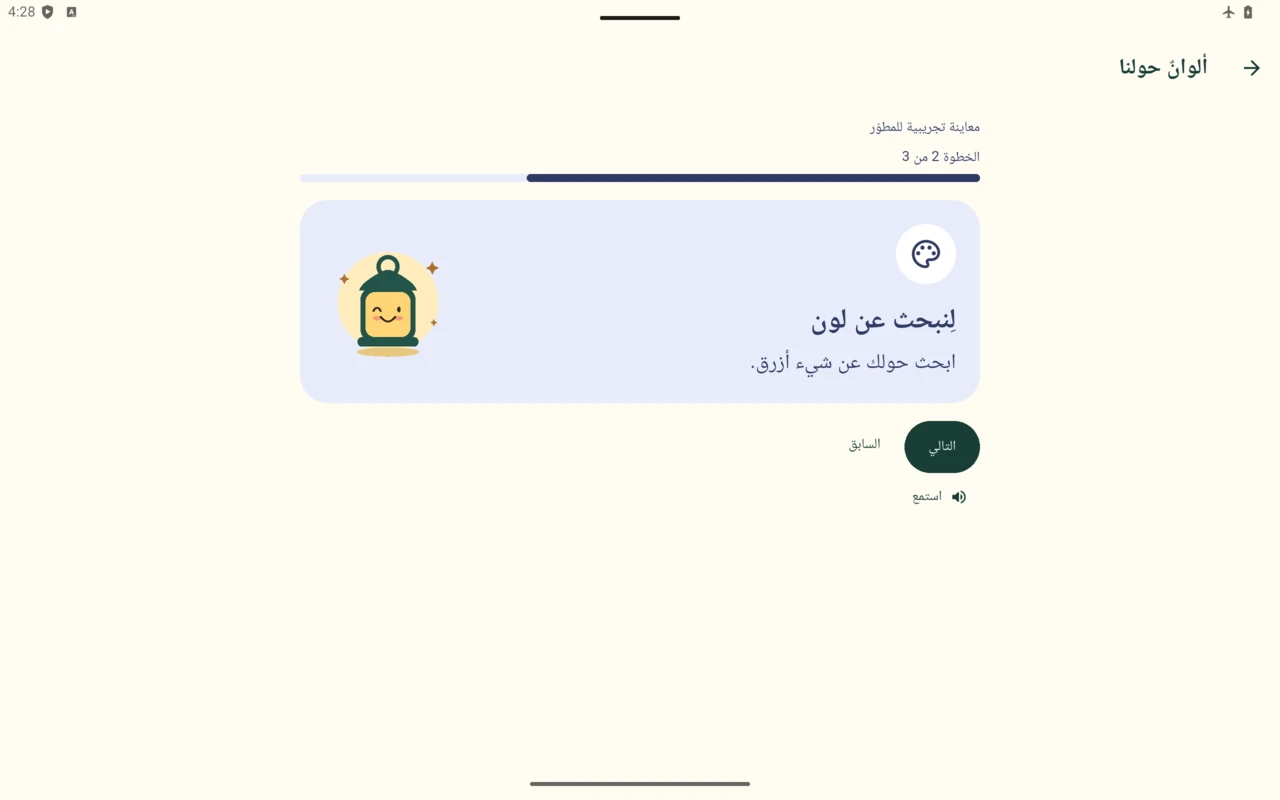 4:28
ألوانٌ حولنا
معاينة تجريبية للمطوّر
الخطوة 2 من 3
لِنبحث عن لون
ابحث حولك عن شيء أزرق.
التالي
السابق
استمع